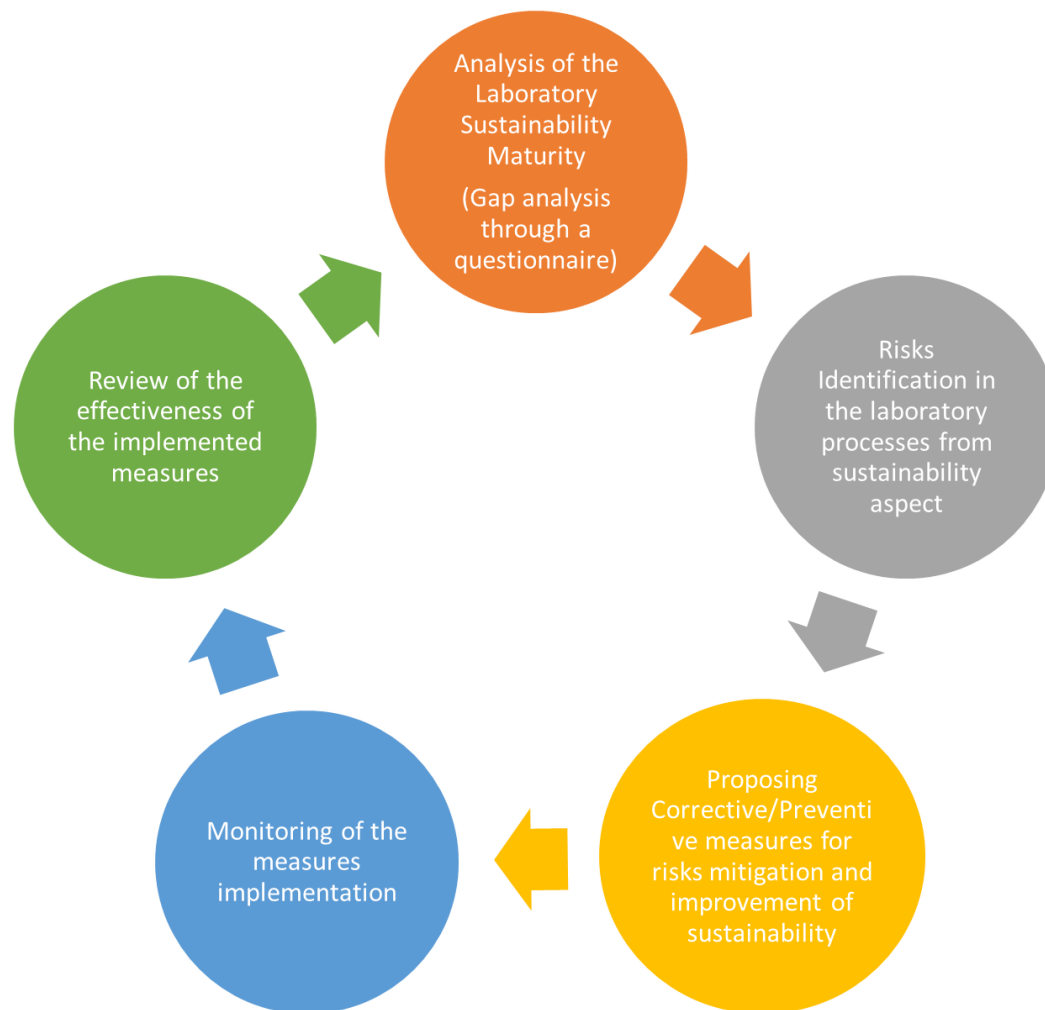 Analysis of the
Laboratory
Sustainability
Maturity
(Gap analysis
through a
questionnaire)
Risks
Identification in
the laboratory
processes from
sustainability
aspect
Proposing
Corrective/Preventi
ve measures for
risks mitigation and
improvement of
sustainability
Monitoring of the
measures
implementation
Review of the
effectiveness of
the implemented
measures